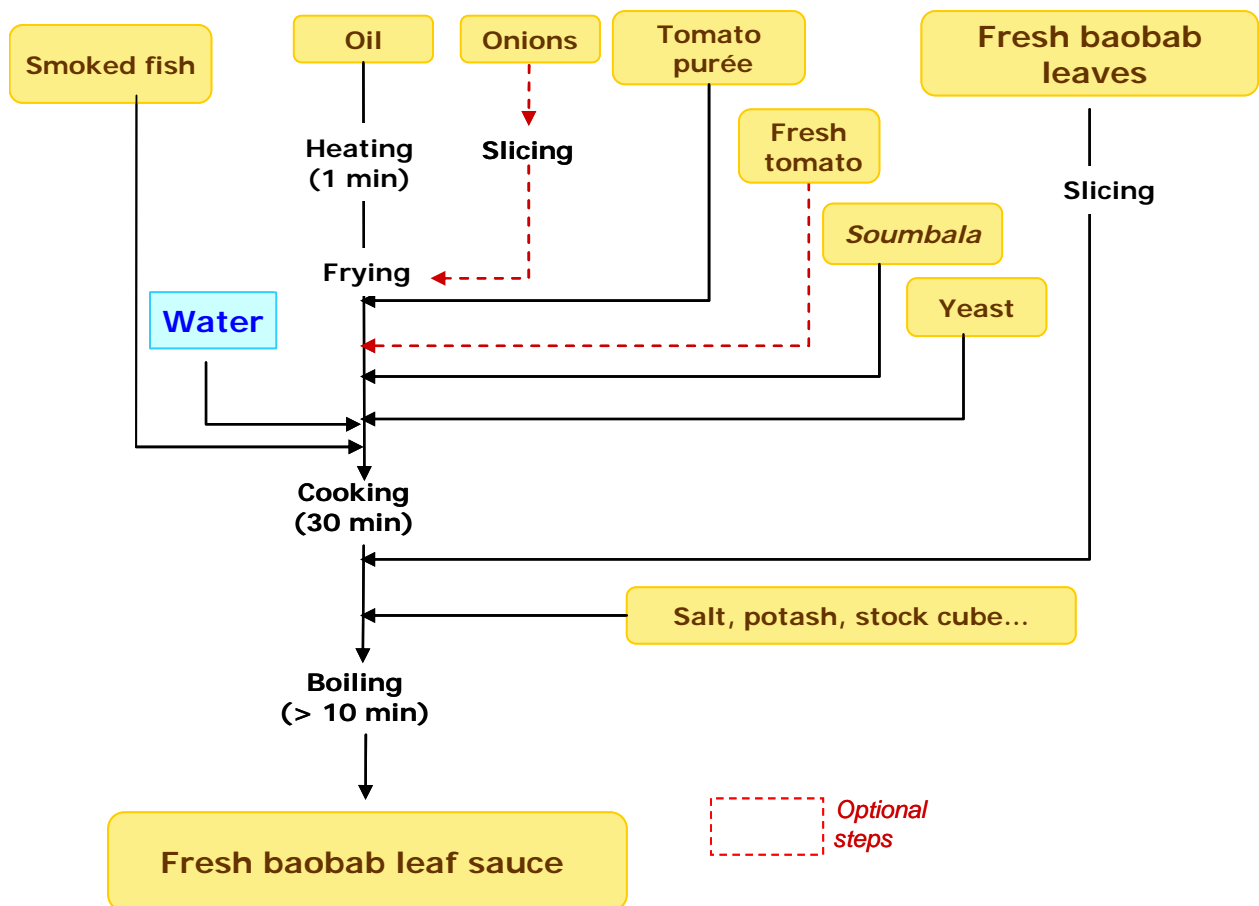 Smoked fish
Oil
Onions
Tomato
purée
Fresh baobab
leaves
Heating
(1 min)
Slicing
Fresh
tomato
Slicing
Soumbala
Frying
Water
Yeast
Cooking
(30 min)
Salt, potash, stock cube...
Boiling
(> 10 min)
Optional
steps
Fresh baobab leaf sauce